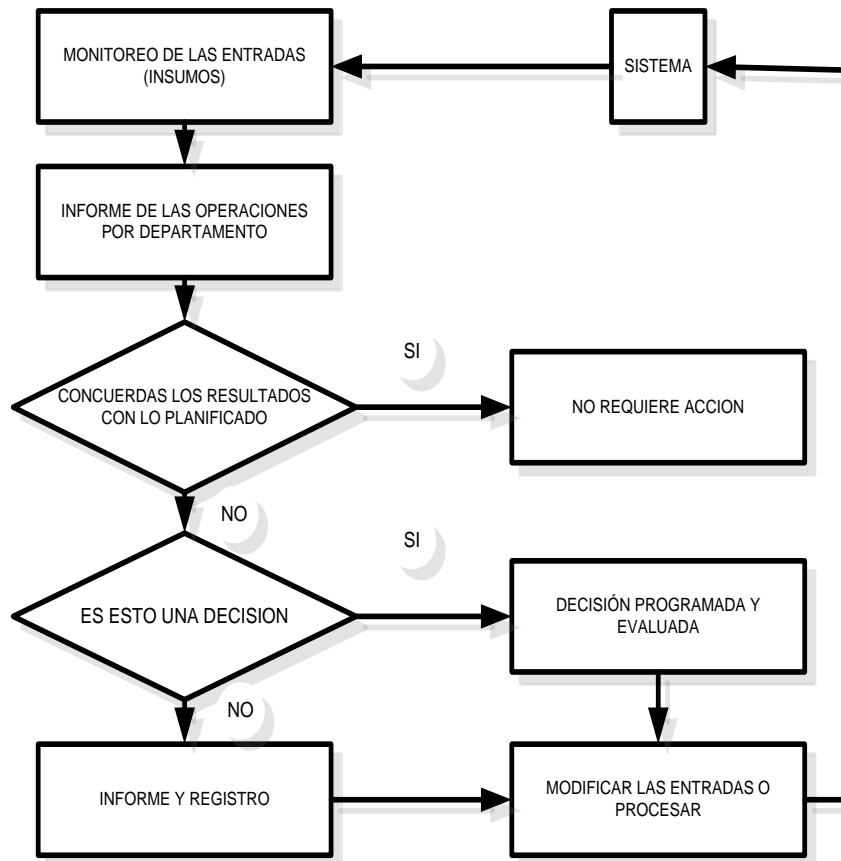 MONITOREO DE LAS ENTRADAS
(INSUMOS)
SISTEMA
INFORME DE LAS OPERACIONES
POR DEPARTAMENTO
CONCUERDAS LOS RESULTADOS
CON LO PLANIFICADO
SI
NO REQUIERE ACCION
NO
ES ESTO UNA DECISION
SI
DECISIÓN PROGRAMADA Y
EVALUADA
NO
INFORME Y REGISTRO
MODIFICAR LAS ENTRADAS O
PROCESAR